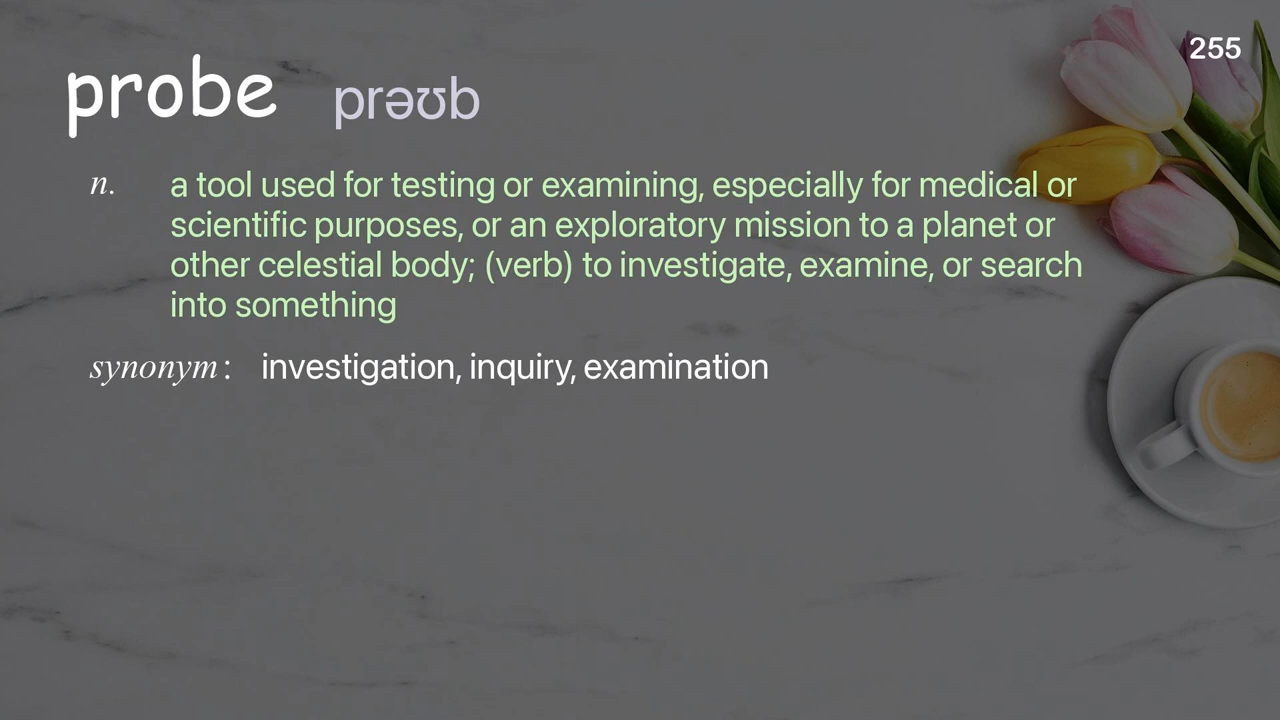 255
probe prəʊb
n. a tool used for testing or examining, especially for medical or
scientific purposes, or an exploratory mission to a planet or
other celestial body; (verb) to investigate, examine, or search
into something
synonym: investigation, inquiry, examination